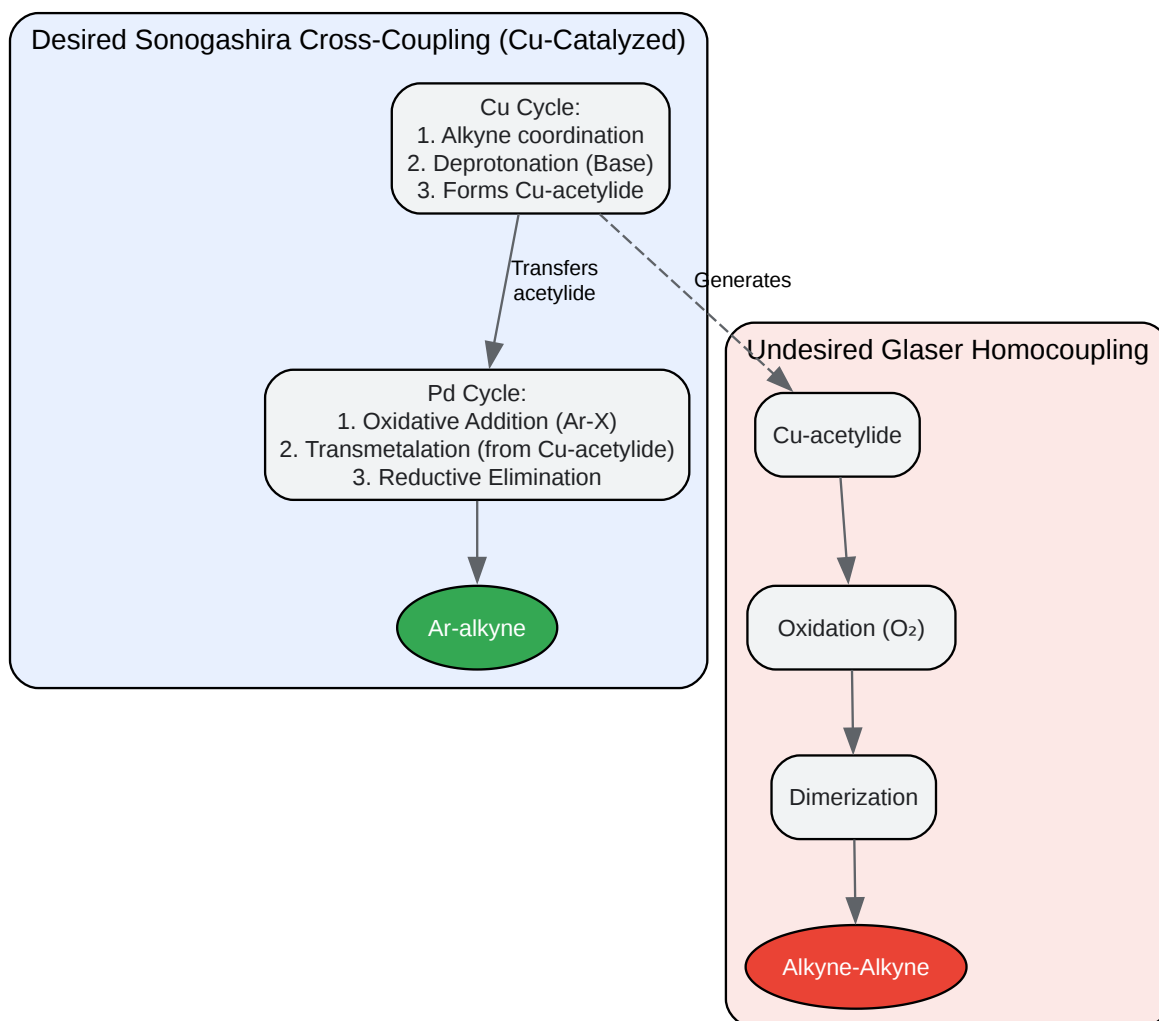 Desired Sonogashira Cross-Coupling (Cu-Catalyzed)
Cu Cycle:
1. Alkyne coordination
2. Deprotonation (Base)
3. Forms Cu-acetylide
Transfers
acetylide
Generates
Pd Cycle:
1. Oxidative Addition (Ar-X)
2. Transmetalation (from Cu-acetylide)
3. Reductive Elimination
Ar-alkyne
Undesired Glaser Homocoupling
Cu-acetylide
Oxidation (O₂)
Dimerization
Alkyne-Alkyne